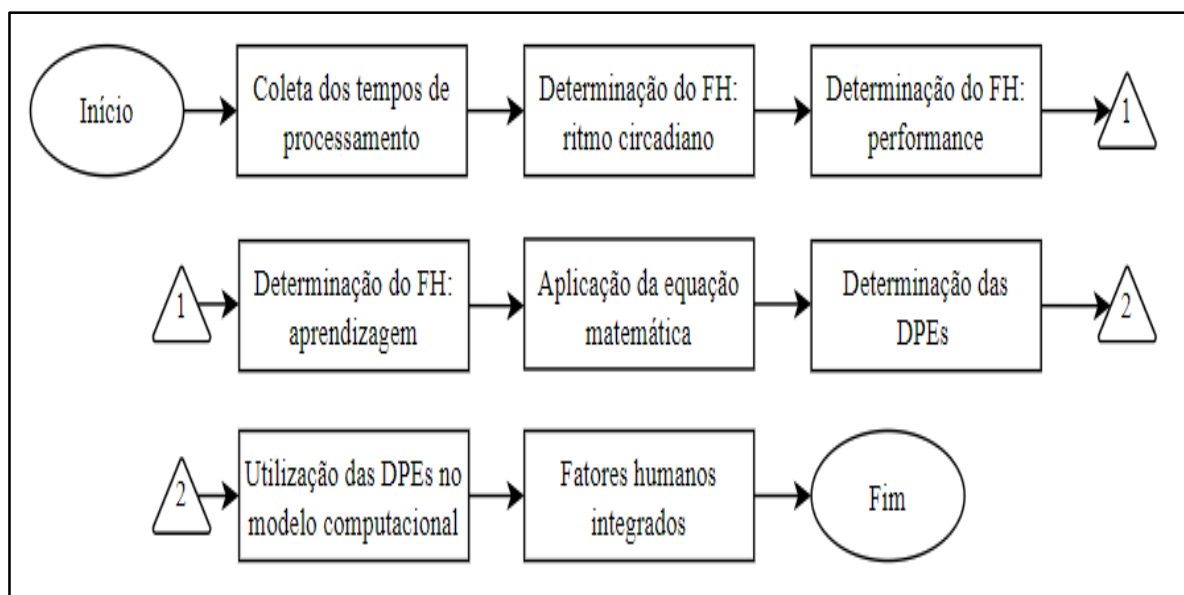 Início
Coleta dos tempos de
processamento
Determinação do FH:
ritmo circadiano
Determinação do FH:
performance
1
1
Determinação do FH:
aprendizagem
Aplicação da equação
matemática
Determinação das
DPEs
2
2
Utilização das DPEs no
modelo computacional
Fatores humanos
integrados
Fim